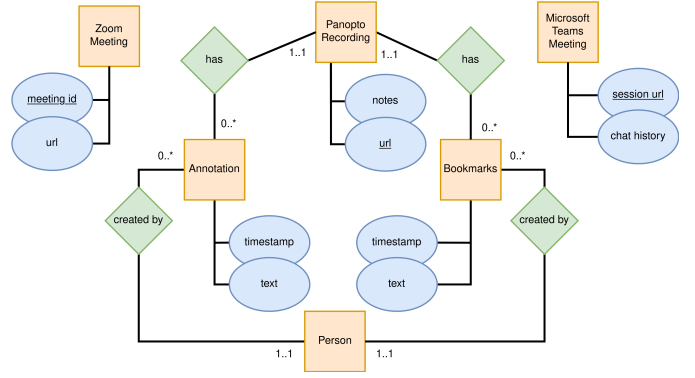 Zoom
Meeting
Panopto
Recording
Microsoft
Teams
Meeting
has
1..1
1..1
has
meeting id
url
notes
url
session url
chat history
0..*
0..*
0..*
Annotation
Bookmarks
0..*
created by
created by
timestamp
text
timestamp
text
Person
1..1
1..1